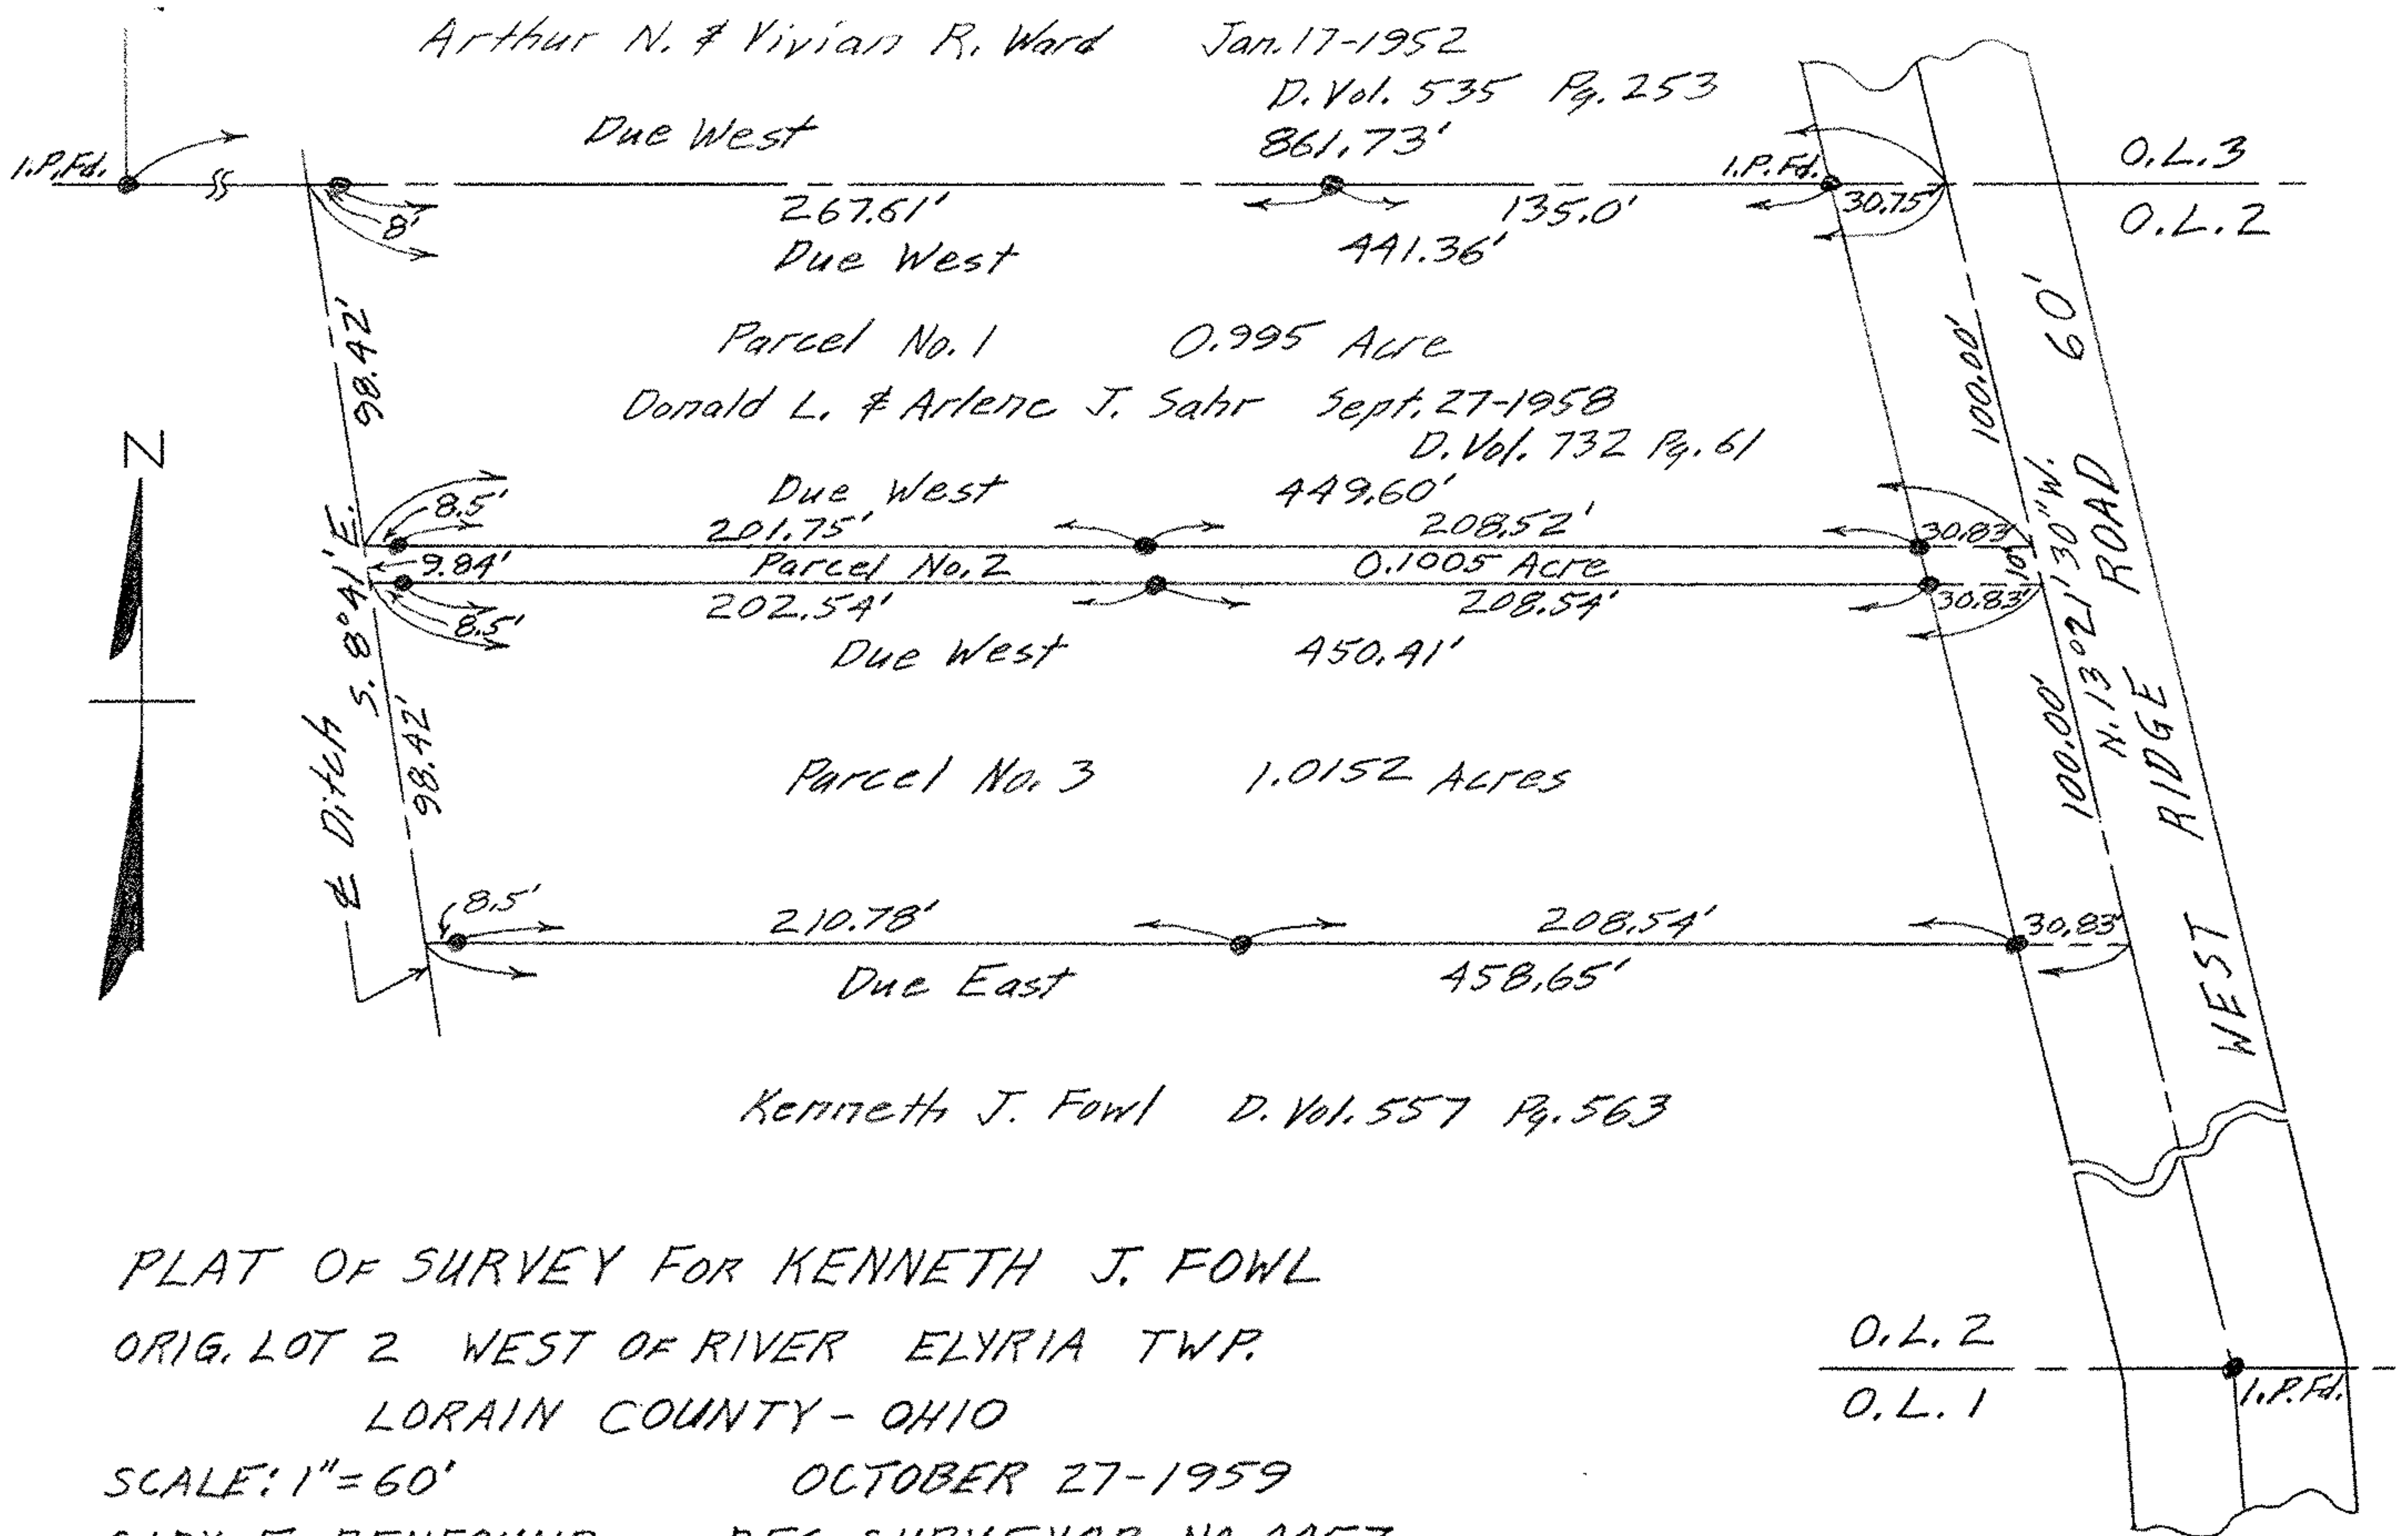 Arthur N. & Vivian R. Ward Jan. 17-1952
D. Vol. 535 Pg. 253
Due West 861.73'
I.P. Fd. I.P. Fd. O.L. 3
8' 267.61' 135.0' 30.75' O.L. 2
Due West 441.36'
98.42' 100.00' 60'
Parcel No. 1 0.995 Acre
Donald L. & Arlene J. Sahr Sept. 27-1958
D. Vol. 732 Pg. 61
N
Due West 449.60'
8.5' 201.75' 208.52' 30.83'
9.84' Parcel No. 2 0.1005 Acre 10'
8.5' 202.54' 208.54' 30.83'
Due West 450.41'
S. 8°41' E. N. 13°21'30" W.
WEST RIDGE ROAD
98.42' 100.00'
℄ Ditch
Parcel No. 3 1.0152 Acres
8.5' 210.78' 208.54' 30.83'
Due East 458.65'
Kenneth J. Fowl D. Vol. 557 Pg. 563
PLAT OF SURVEY FOR KENNETH J. FOWL
ORIG. LOT 2 WEST OF RIVER ELYRIA TWP.
LORAIN COUNTY - OHIO
O.L. 2
O.L. 1 I.P. Fd.
SCALE: 1"=60' OCTOBER 27-1959
REG. SURVEYOR NO.